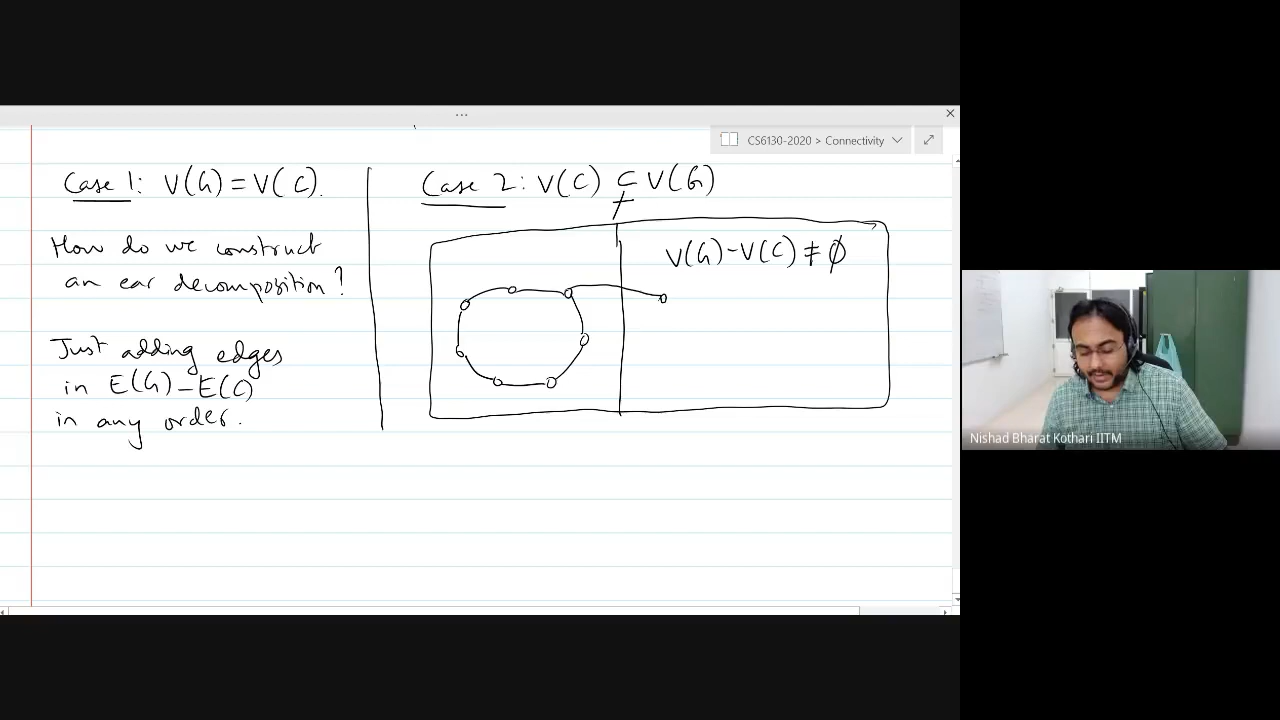 CS6130-2020 > Connectivity
Case 1: V(G) = V(C).
How do we construct
an ear decomposition?
Just adding edges
in E(G) - E(C)
in any order.
Case 2: V(C) ⊊ V(G)
V(G) - V(C) ≠ ∅
Nishad Bharat Kothari IITM